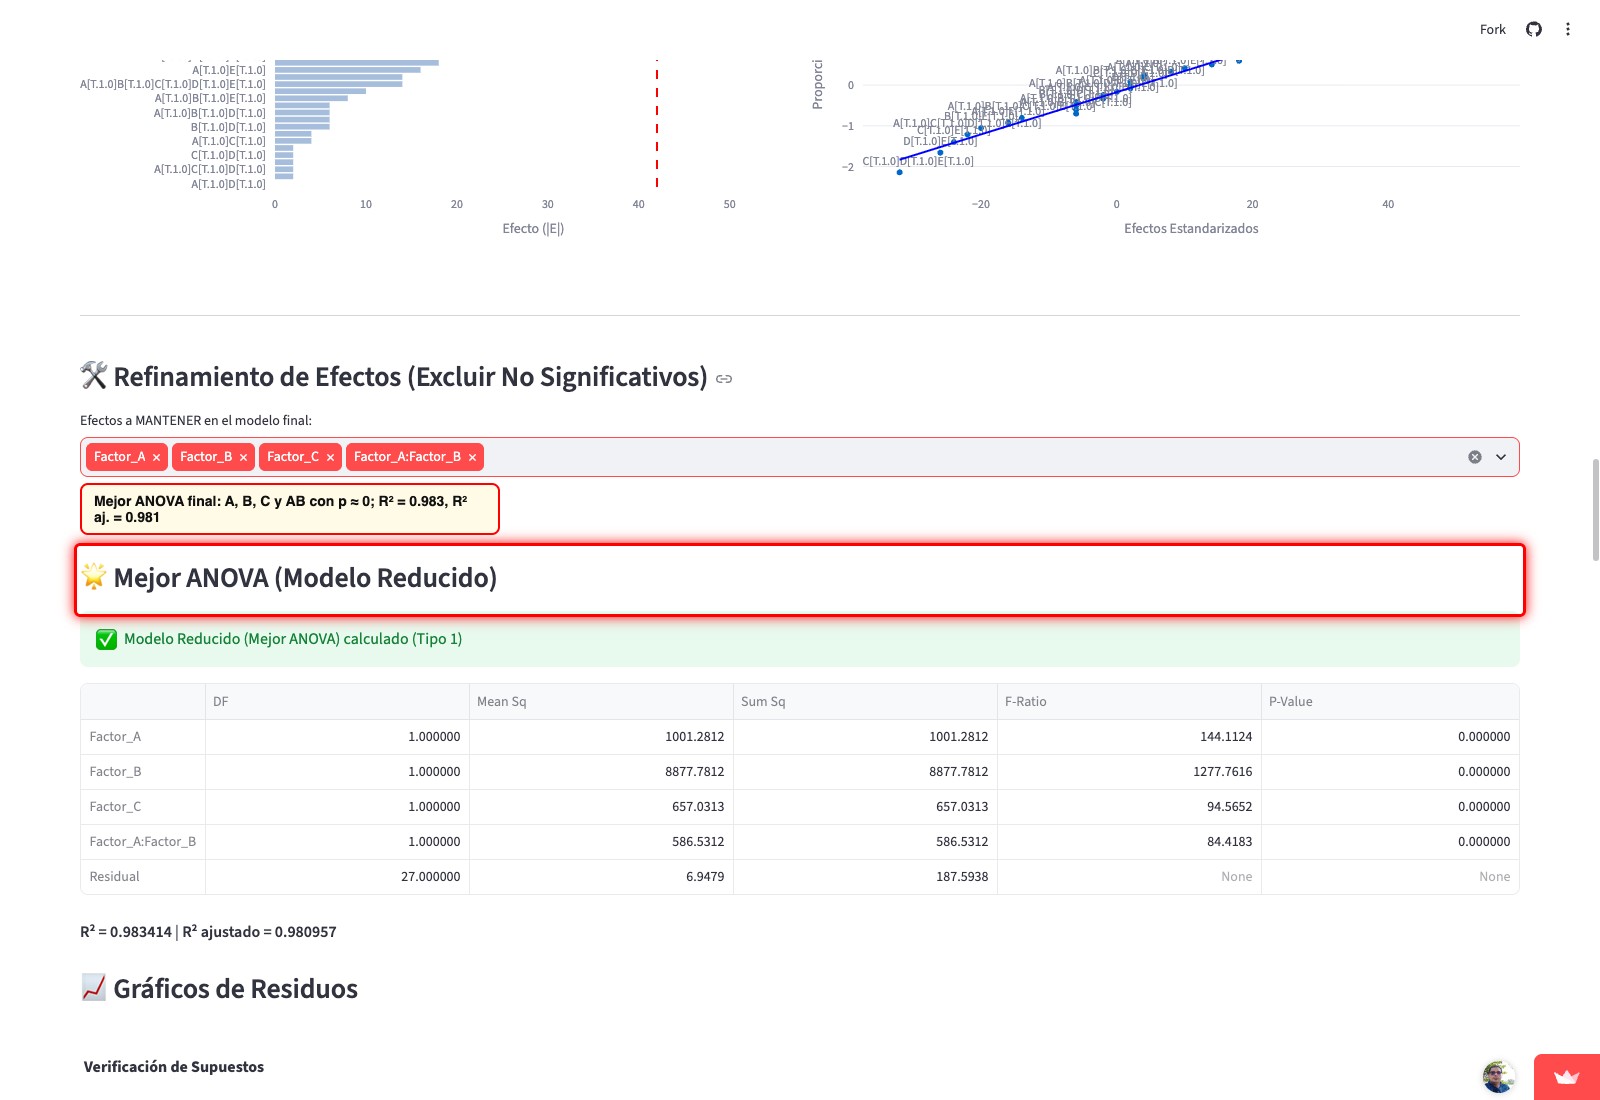 Fork
A[T.1.0]E[T.1.0]
A[T.1.0]B[T.1.0]C[T.1.0]D[T.1.0]E[T.1.0]
A[T.1.0]B[T.1.0]E[T.1.0]
A[T.1.0]B[T.1.0]D[T.1.0]
B[T.1.0]D[T.1.0]
A[T.1.0]C[T.1.0]
C[T.1.0]D[T.1.0]
A[T.1.0]C[T.1.0]D[T.1.0]
A[T.1.0]D[T.1.0]
0 10 20 30 40 50
Efecto (|E|)
Proporci
0
−1
−2
C[T.1.0]D[T.1.0]E[T.1.0]
−20 0 20 40
Efectos Estandarizados
Refinamiento de Efectos (Excluir No Significativos)
Efectos a MANTENER en el modelo final:
Factor_A × Factor_B × Factor_C × Factor_A:Factor_B ×
Mejor ANOVA final: A, B, C y AB con p ≈ 0; R² = 0.983, R²
aj. = 0.981
Mejor ANOVA (Modelo Reducido)
Modelo Reducido (Mejor ANOVA) calculado (Tipo 1)
DF Mean Sq Sum Sq F-Ratio P-Value
Factor_A 1.000000 1001.2812 1001.2812 144.1124 0.000000
Factor_B 1.000000 8877.7812 8877.7812 1277.7616 0.000000
Factor_C 1.000000 657.0313 657.0313 94.5652 0.000000
Factor_A:Factor_B 1.000000 586.5312 586.5312 84.4183 0.000000
Residual 27.000000 6.9479 187.5938 None None
R² = 0.983414 | R² ajustado = 0.980957
Gráficos de Residuos
Verificación de Supuestos